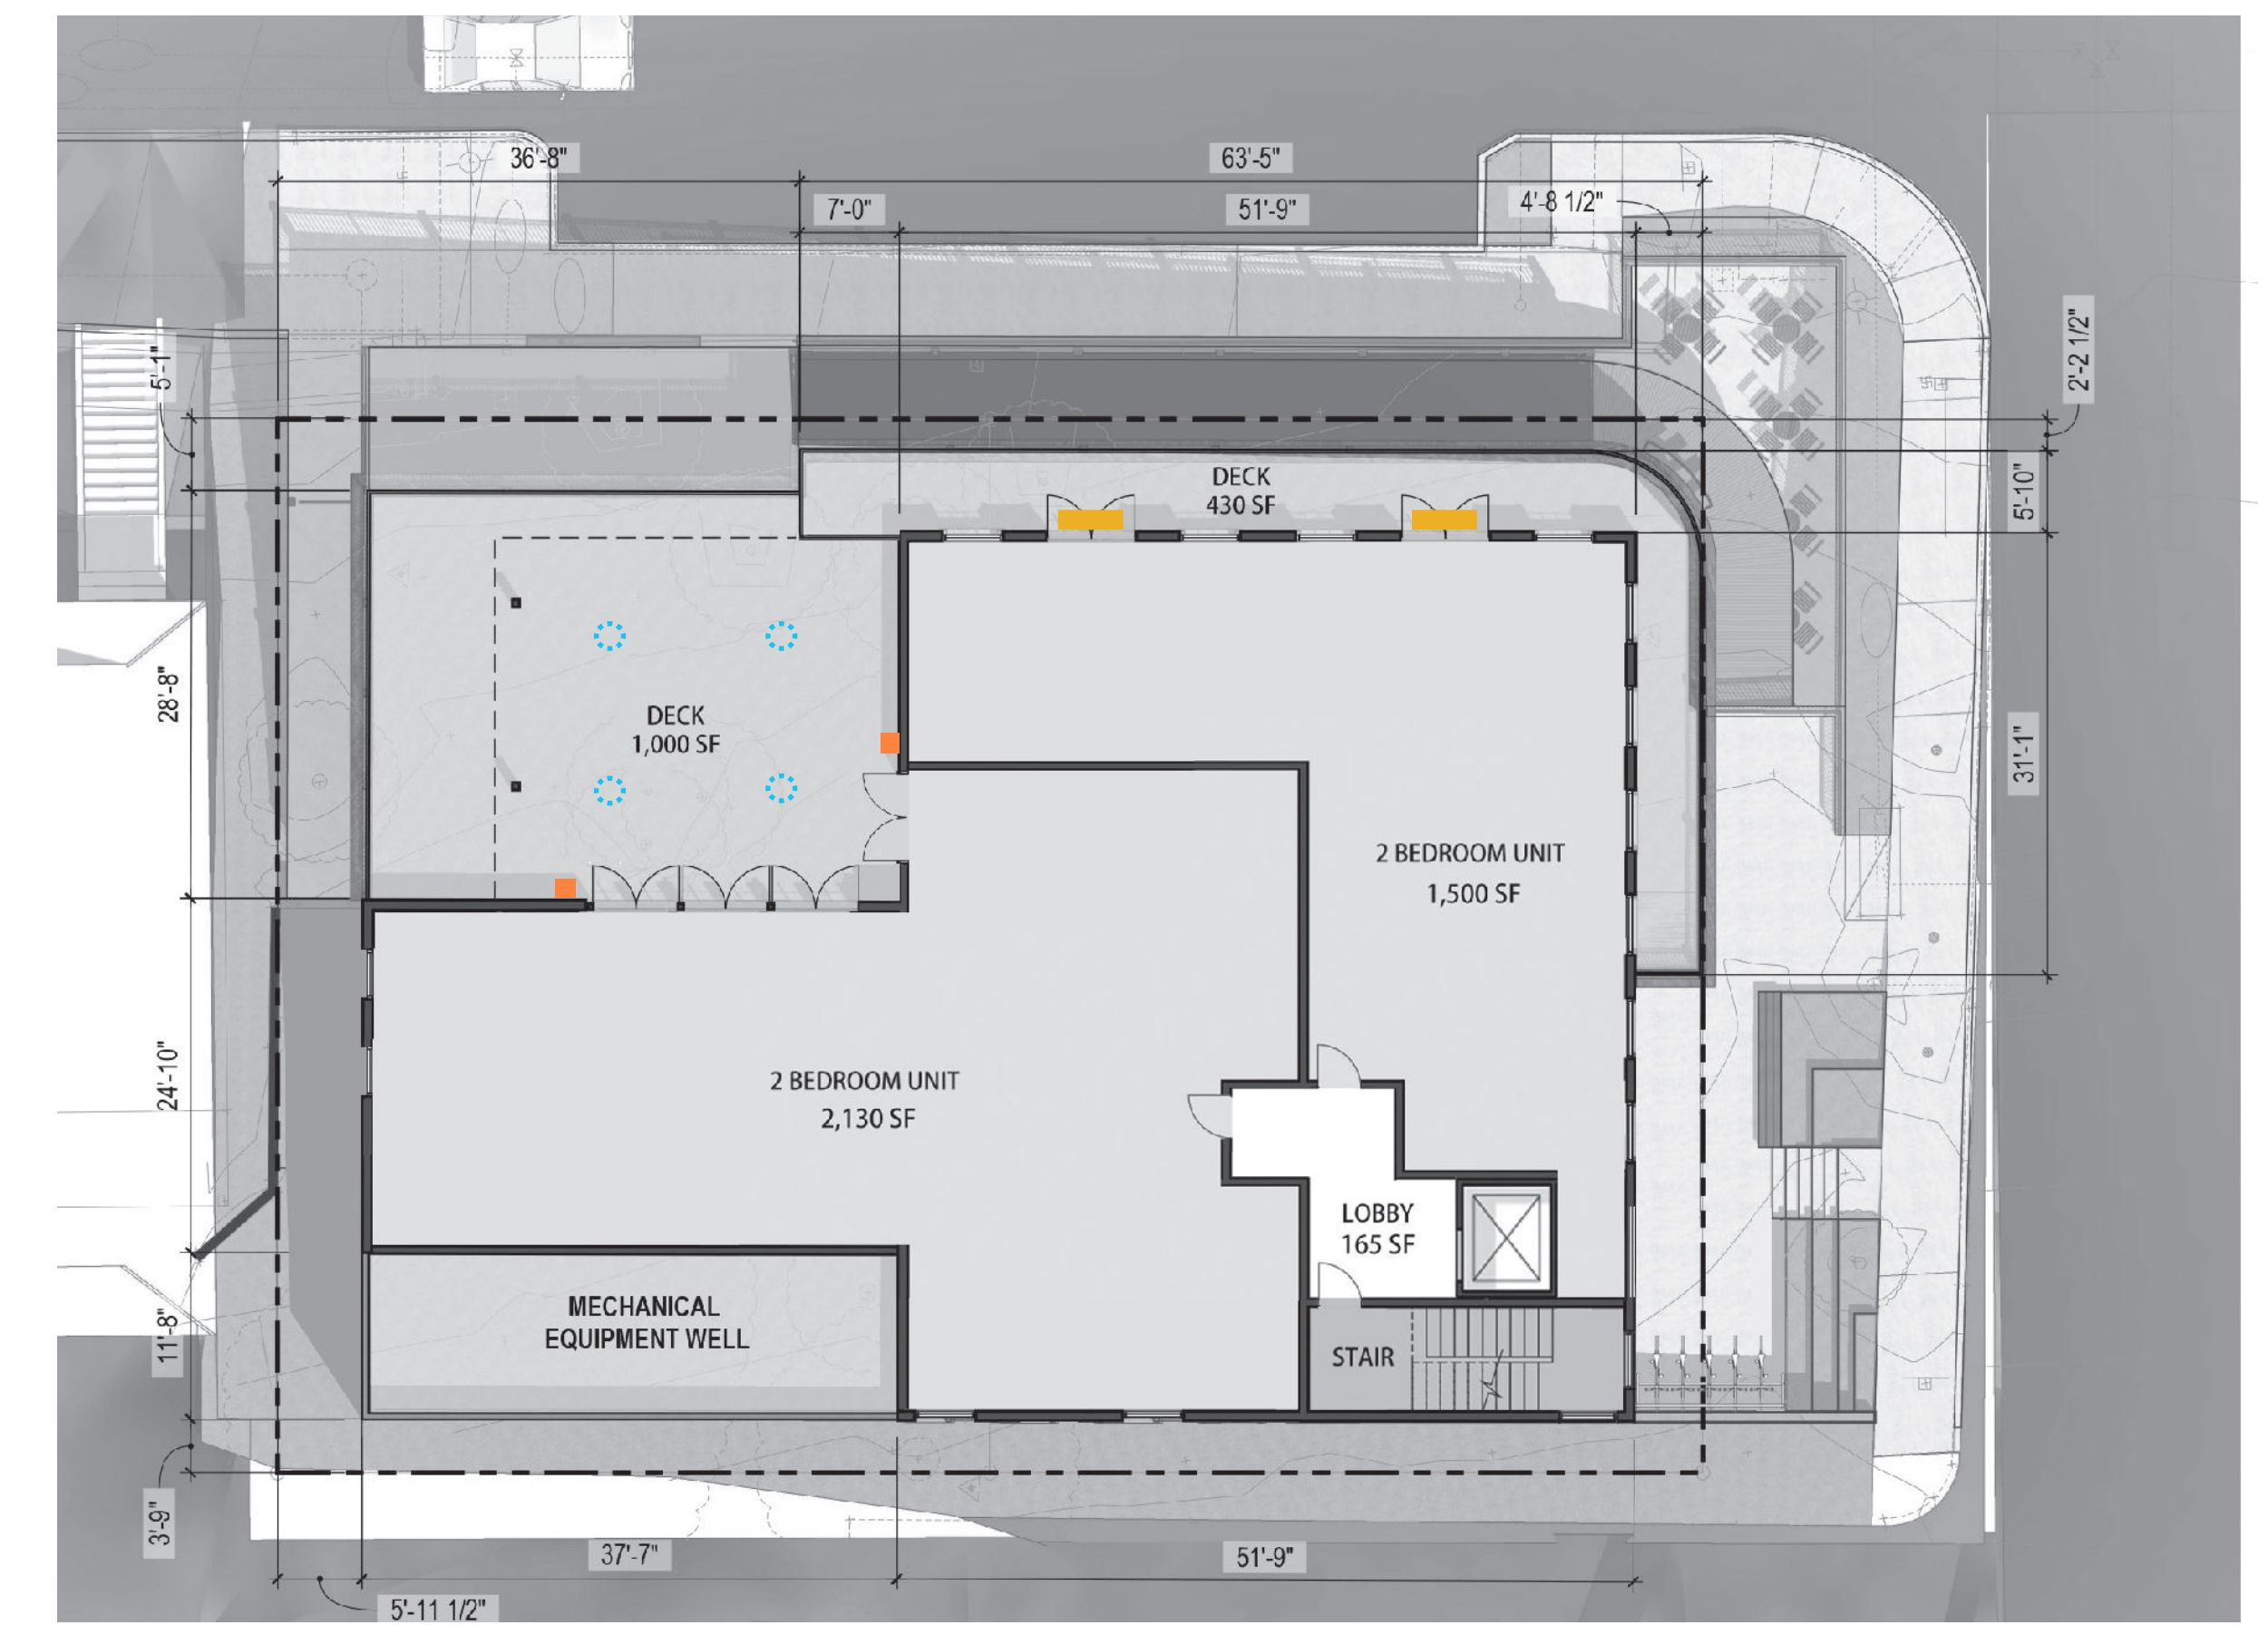 36'-8"
63'-5"
7'-0"
51'-9"
4'-8 1/2"
5'-1"
2'-2 1/2"
DECK
430 SF
5'-10"
28'-8"
DECK
1,000 SF
31'-1"
2 BEDROOM UNIT
1,500 SF
24'-10"
2 BEDROOM UNIT
2,130 SF
LOBBY
165 SF
MECHANICAL
EQUIPMENT WELL
11'-8"
STAIR
3'-9"
37'-7"
51'-9"
5'-11 1/2"